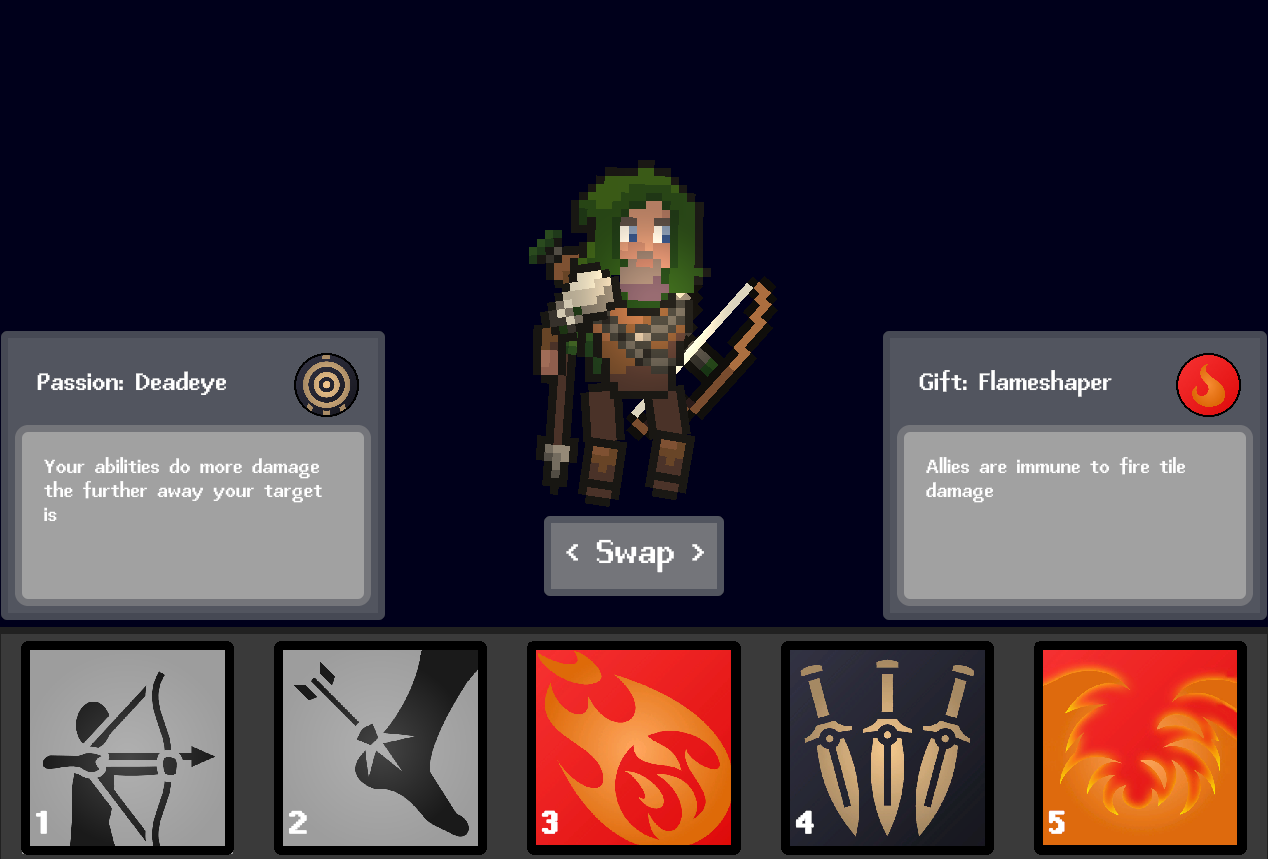 Passion: Deadeye
Your abilities do more damage
the further away your target
is
Gift: Flameshaper
Allies are immune to fire tile
damage
< Swap >
1
2
3
4
5